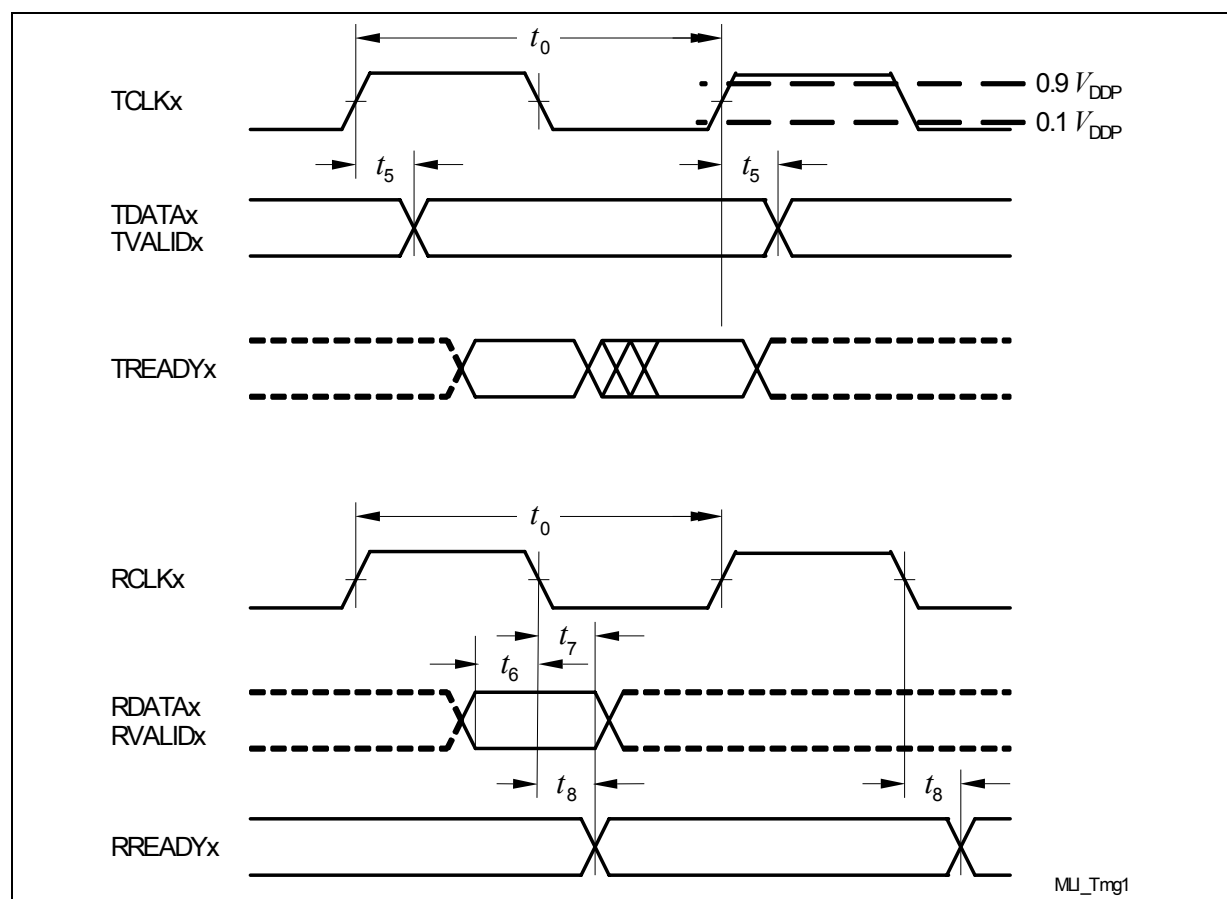 t0
TCLKx
0.9 VDDP
0.1 VDDP
t5
t5
TDATAx
TVALIDx
TREADYx
t0
RCLKx
t7
t6
RDATAx
RVALIDx
t8
t8
RREADYx
MLI_Tmg1